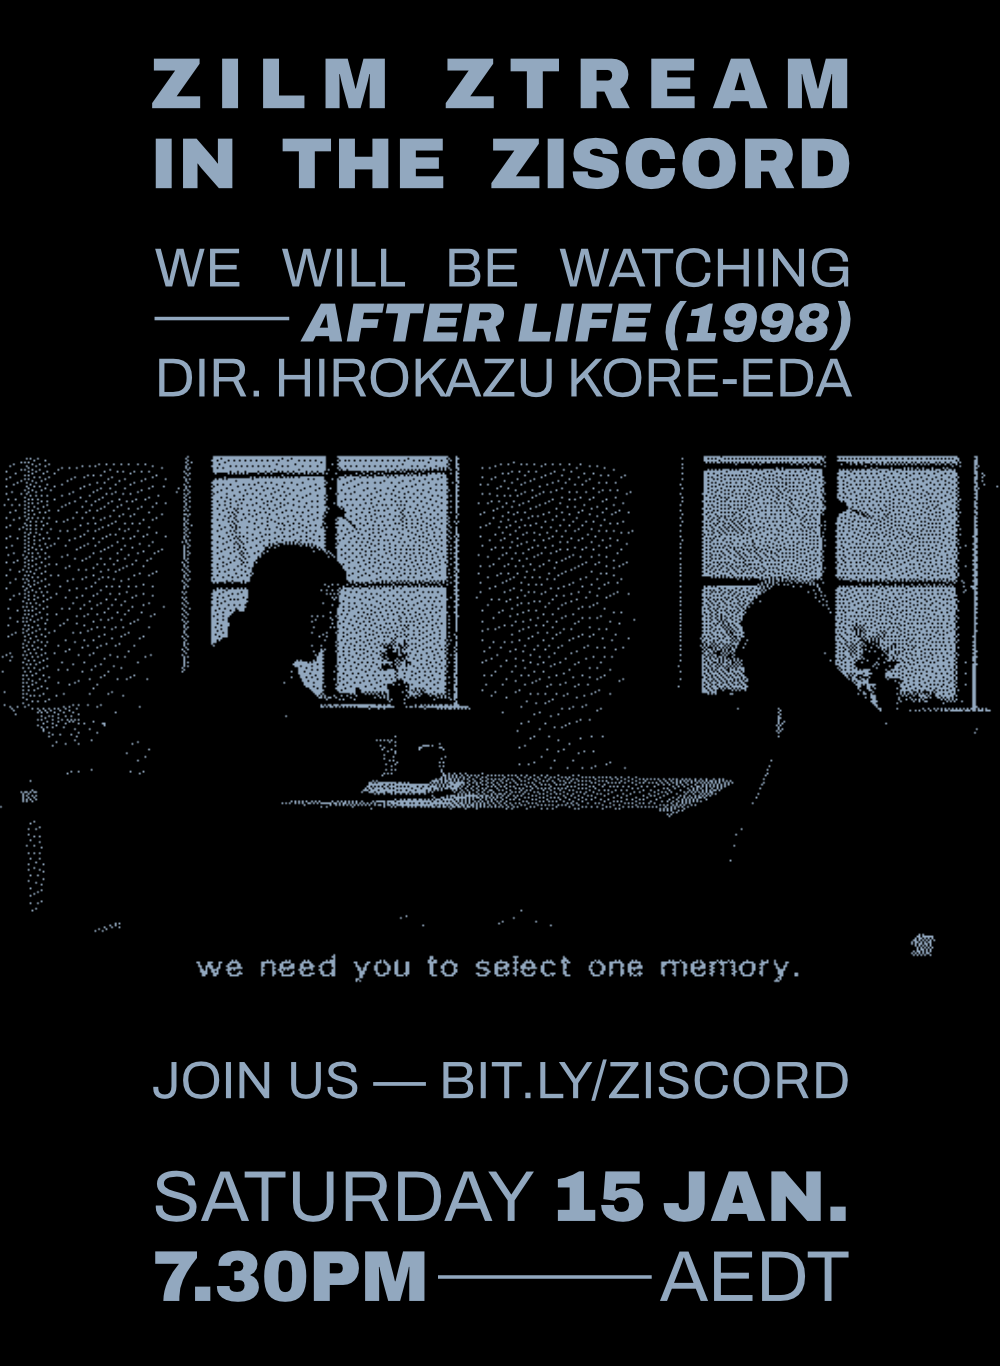 ZILM ZTREAM
IN THE ZISCORD
WE WILL BE WATCHING
—— AFTER LIFE (1998)
DIR. HIROKAZU KORE-EDA
we need you to select one memory.
JOIN US — BIT.LY/ZISCORD
SATURDAY 15 JAN.
7.30PM —— AEDT